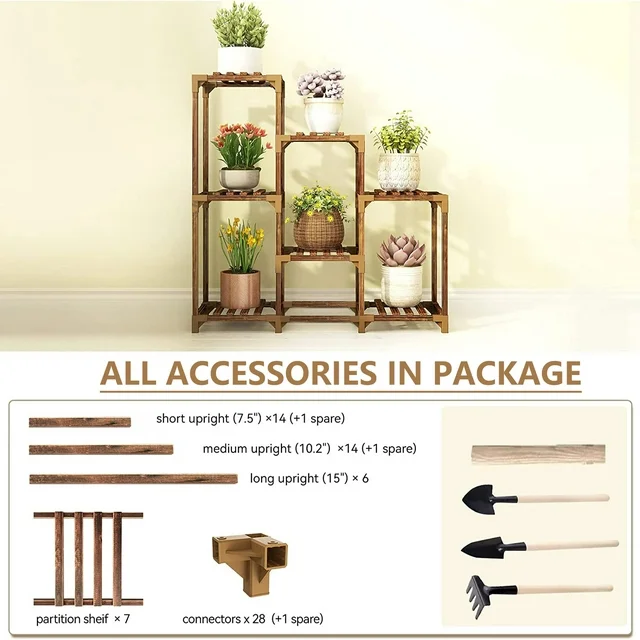 ALL ACCESSORIES IN PACKAGE
short upright (7.5") ×14 (+1 spare)
medium upright (10.2") ×14 (+1 spare)
long upright (15") × 6
partition sheif × 7
connectors x 28 (+1 spare)